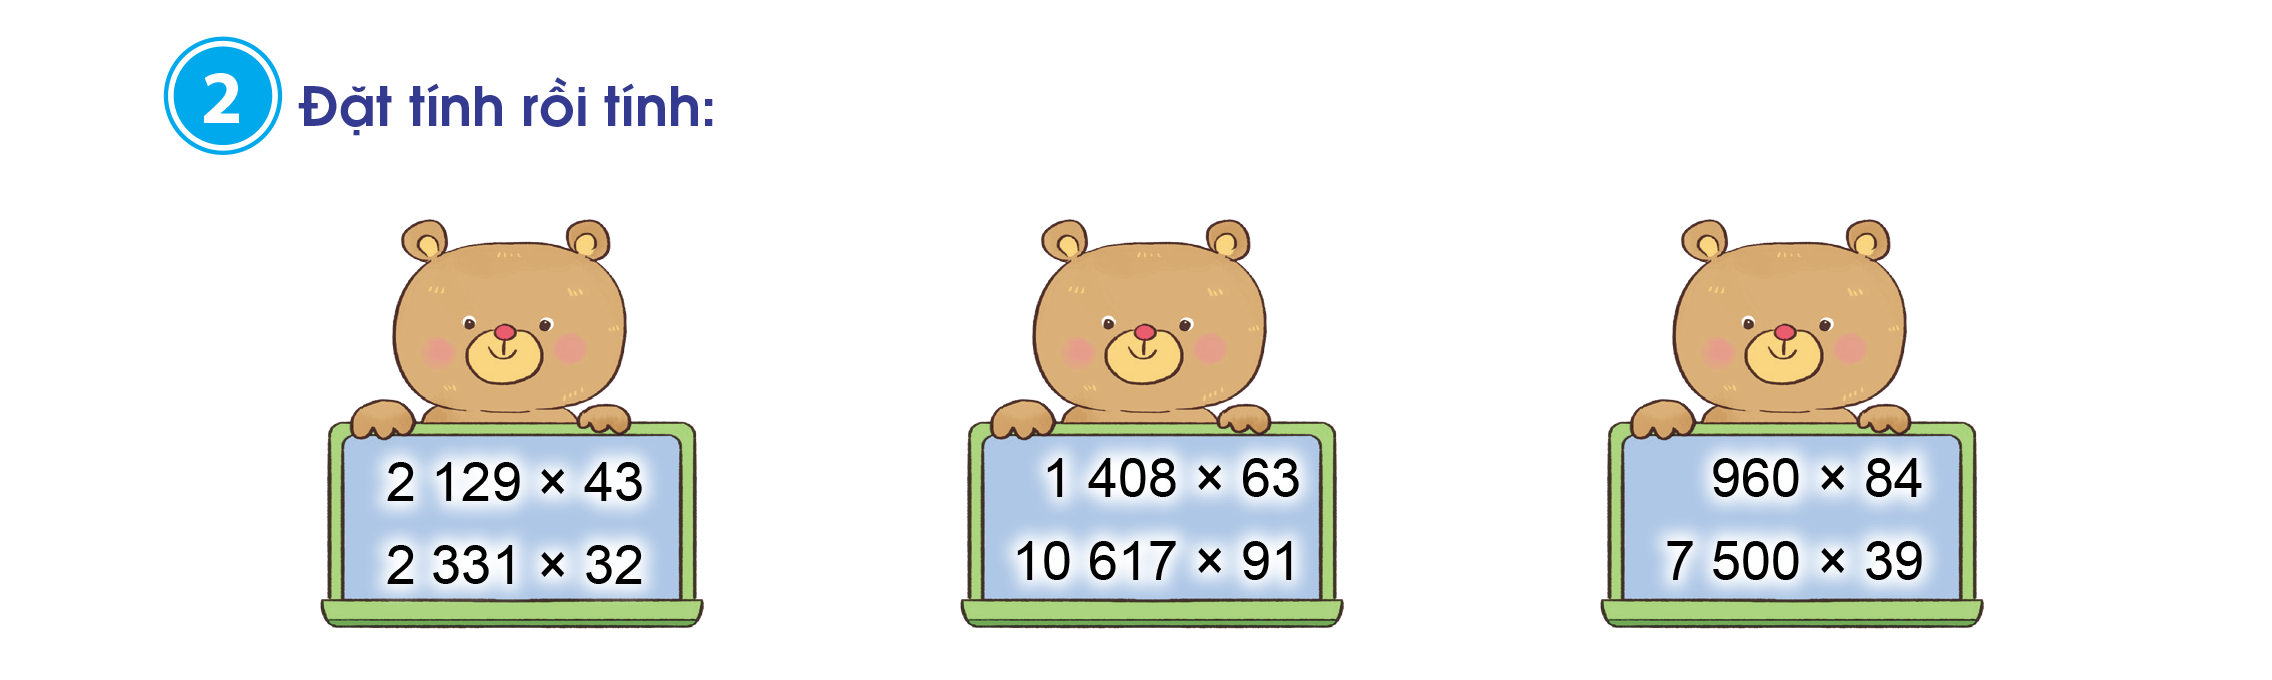 2 Đặt tính rồi tính:
2 129 × 43
2 331 × 32
1 408 × 63
10 617 × 91
960 × 84
7 500 × 39